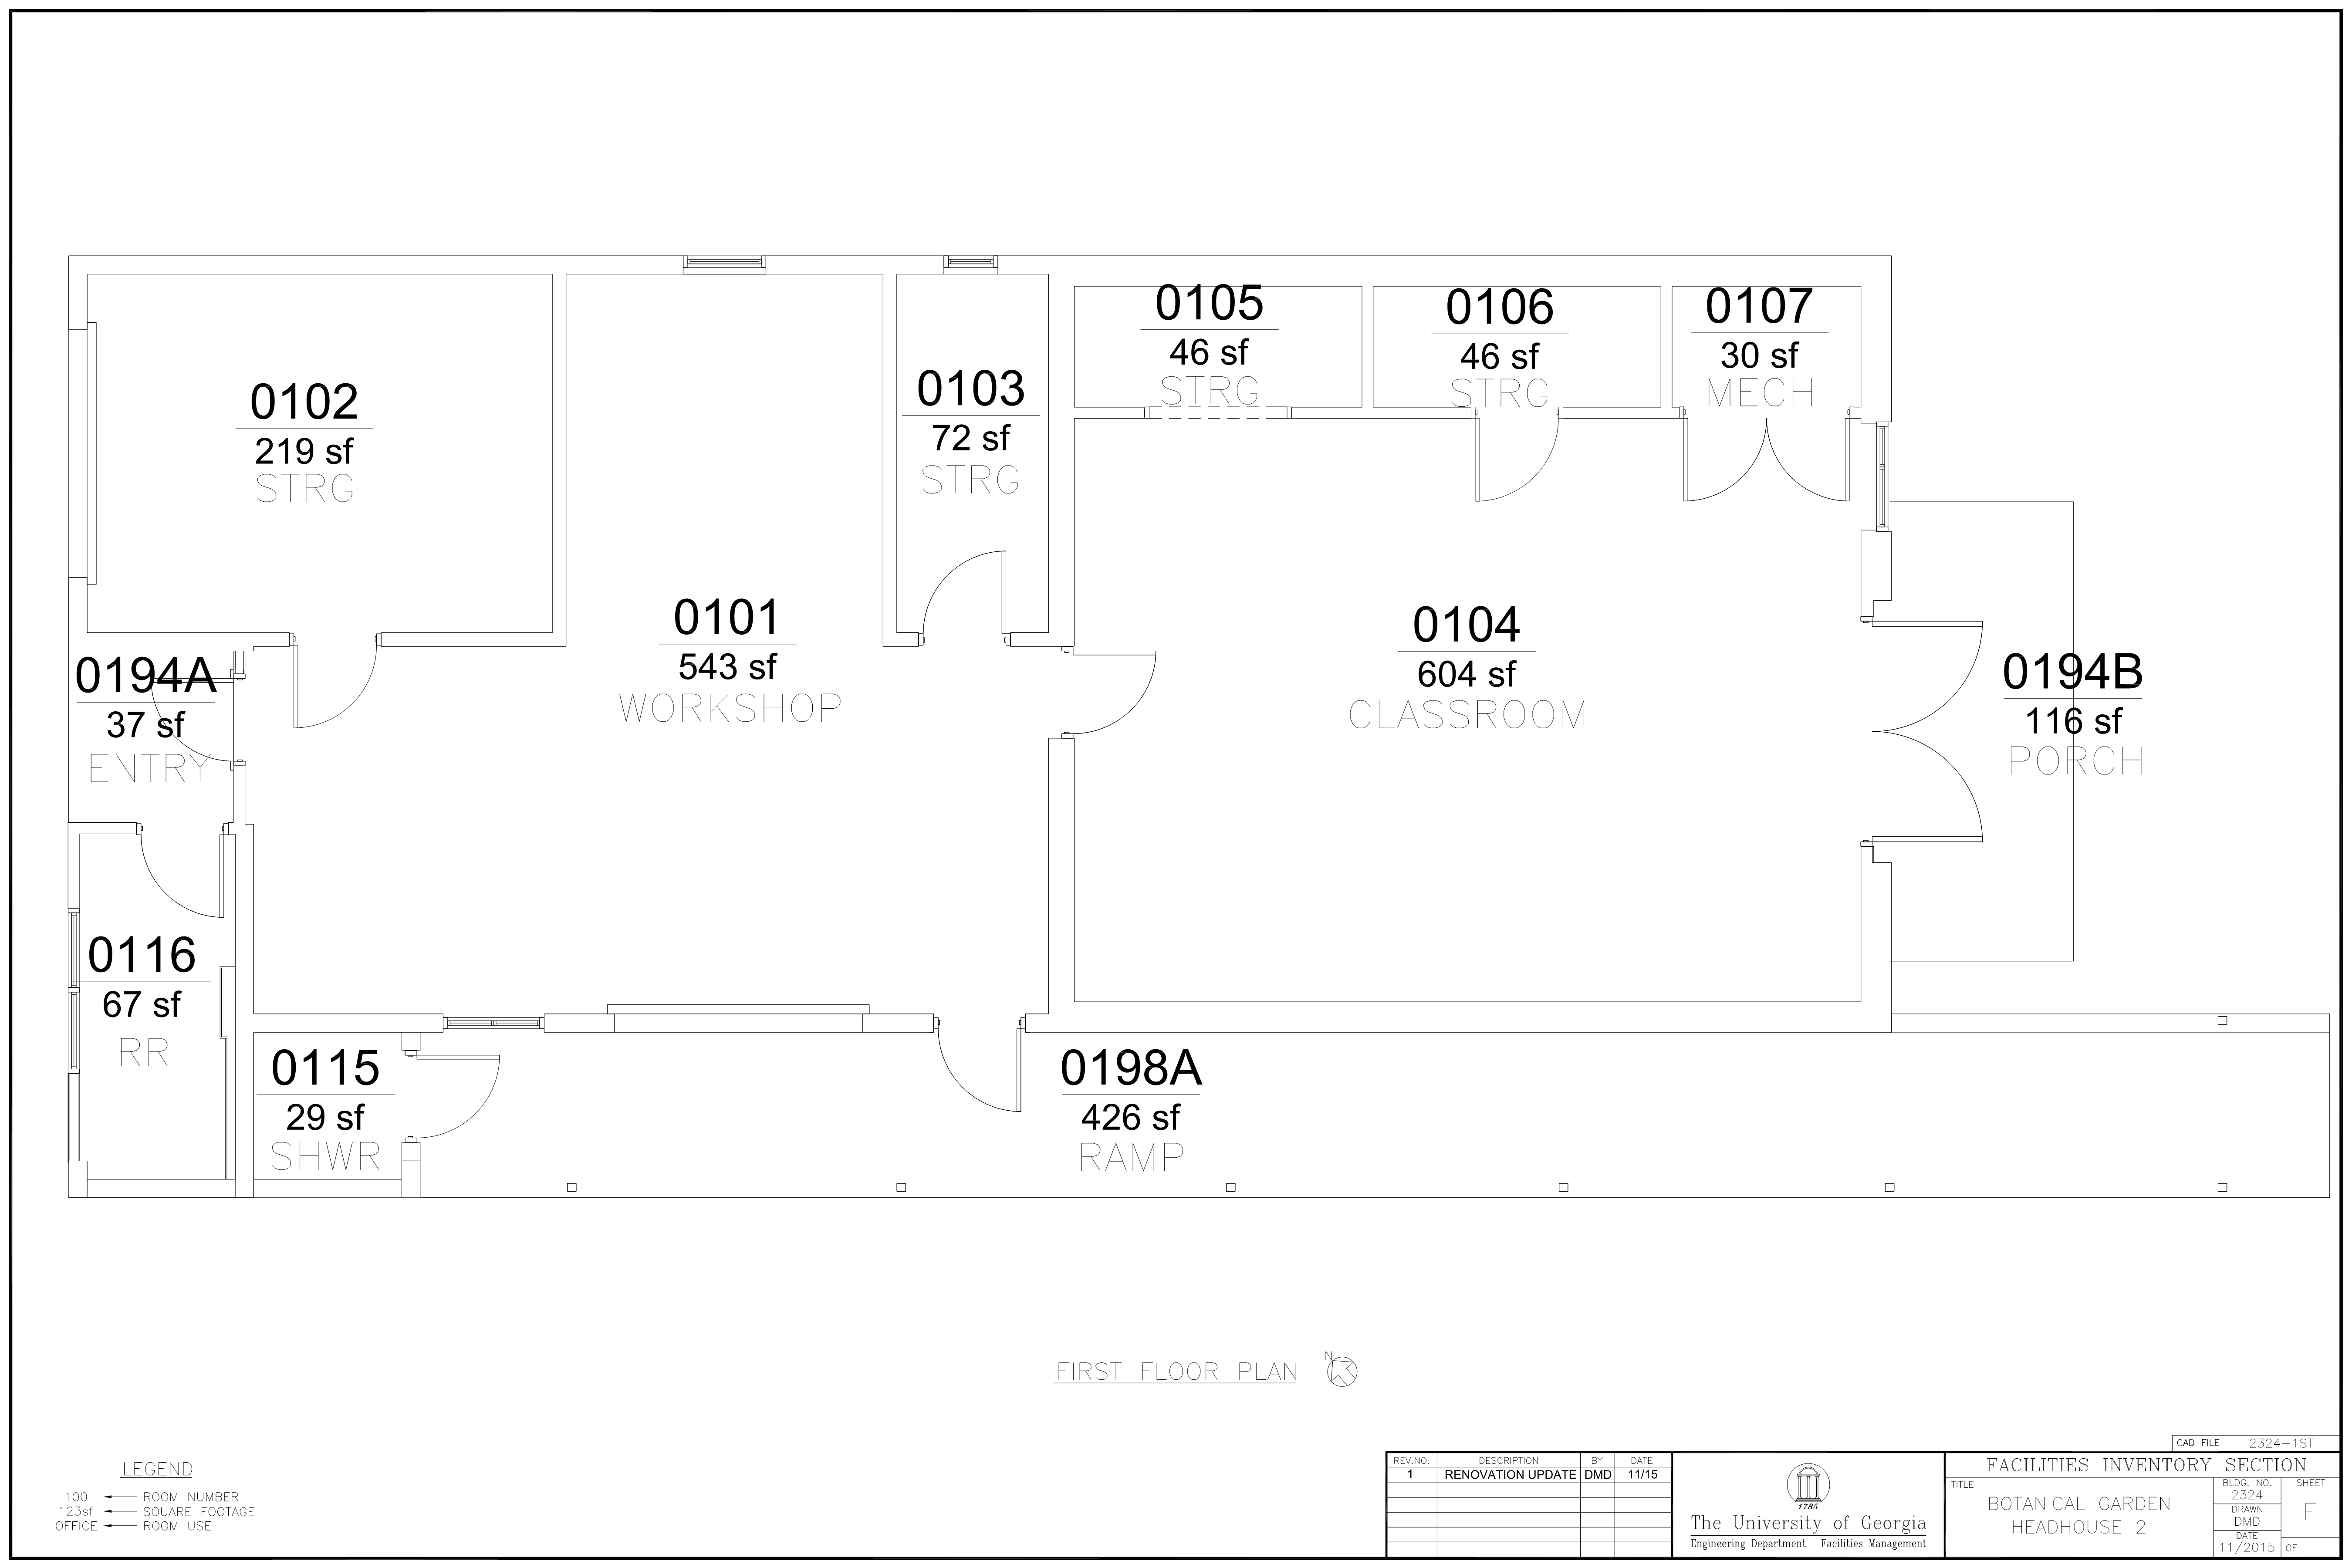 0102
219 sf
STRG
0101
543 sf
WORKSHOP
0103
72 sf
STRG
0105
46 sf
STRG
0106
46 sf
STRG
0107
30 sf
MECH
0104
604 sf
CLASSROOM
0194A
37 sf
ENTRY
0194B
116 sf
PORCH
0116
67 sf
RR
0115
29 sf
SHWR
0198A
426 sf
RAMP
FIRST FLOOR PLAN
N
LEGEND
100 ROOM NUMBER
123sf SQUARE FOOTAGE
OFFICE ROOM USE
REV.NO. DESCRIPTION BY DATE
1 RENOVATION UPDATE DMD 11/15
1785
The University of Georgia
Engineering Department Facilities Management
CAD FILE 2324-1ST
FACILITIES INVENTORY SECTION
TITLE
BOTANICAL GARDEN
HEADHOUSE 2
BLDG. NO.
2324
DRAWN
DMD
DATE
11/2015
SHEET
F
OF